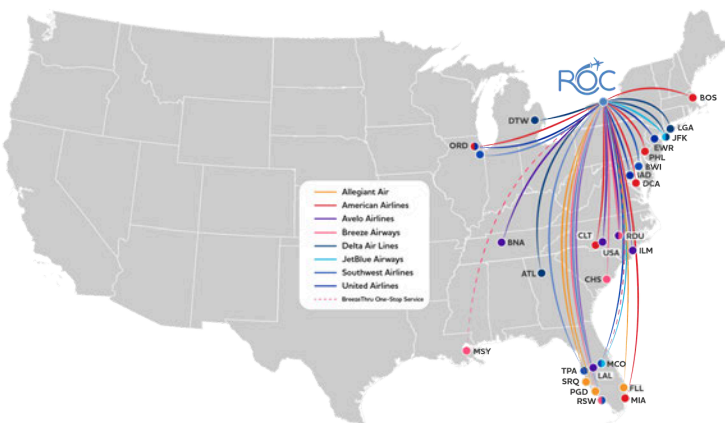 ROC
BOS
DTW
LGA
JFK
ORD
EWR
PHL
BWI
IAD
DCA
Allegiant Air
American Airlines
Avelo Airlines
Breeze Airways
Delta Air Lines
JetBlue Airways
Southwest Airlines
United Airlines
BreezeThru One-Stop Service
BNA
CLT
RDU
USA
ILM
ATL
CHS
MSY
MCO
TPA
LAL
SRQ
FLL
PGD
MIA
RSW